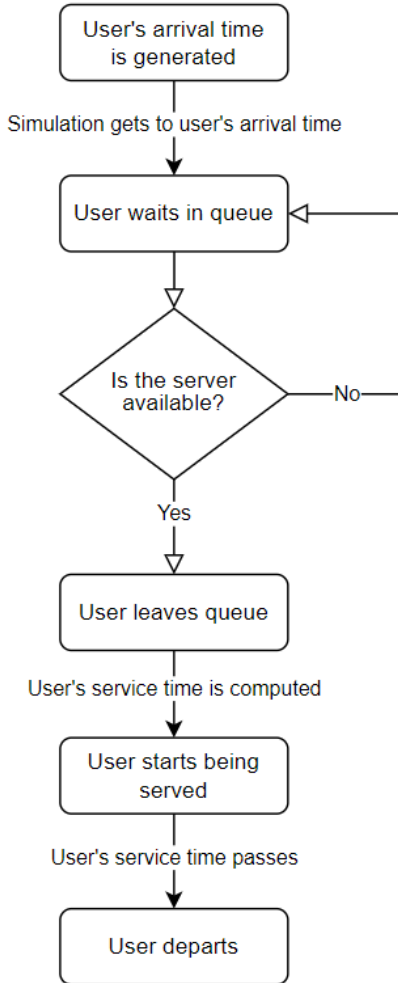 User's arrival time
is generated
Simulation gets to user's arrival time
User waits in queue
Is the server
available?
No
Yes
User leaves queue
User's service time is computed
User starts being
served
User's service time passes
User departs